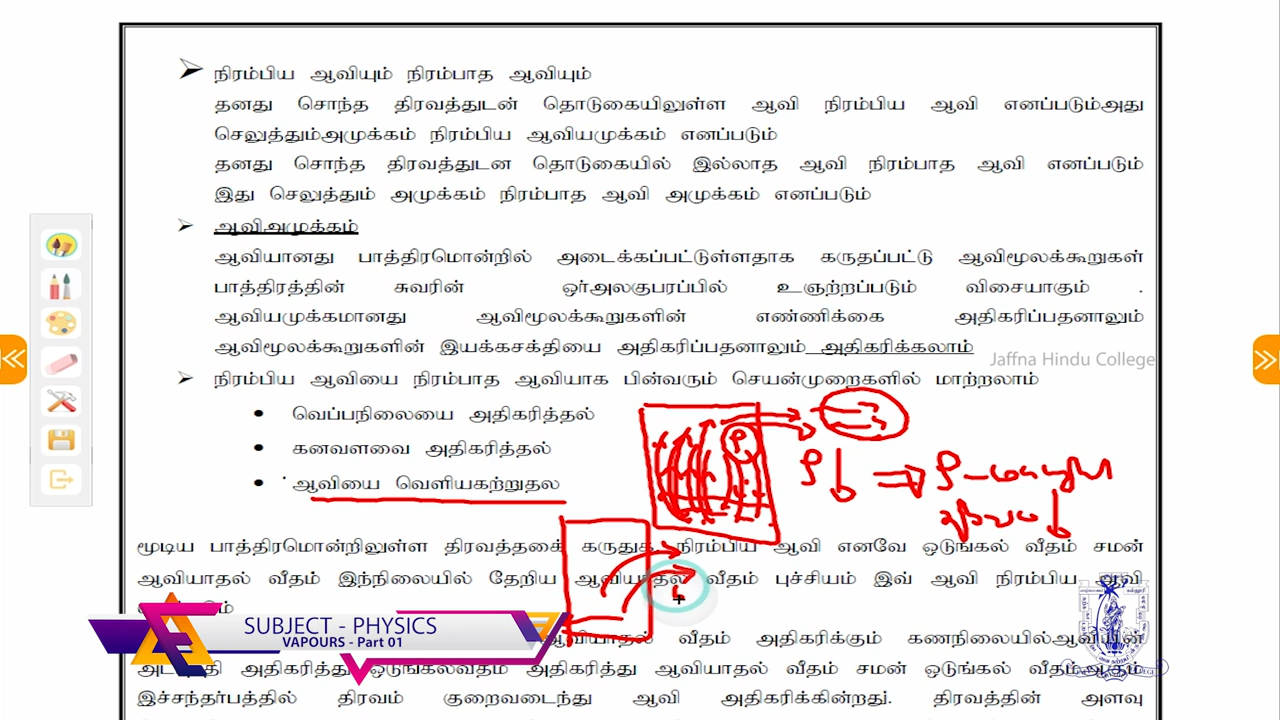 நிரம்பிய ஆவியும் நிரம்பாத ஆவியும்
தனது சொந்த திரவத்துடன் தொடுகையிலுள்ள ஆவி நிரம்பிய ஆவி எனப்படும்அது
செலுத்தும்அமுக்கம் நிரம்பிய ஆவியமுக்கம் எனப்படும்
தனது சொந்த திரவத்துடன தொடுகையில் இல்லாத ஆவி நிரம்பாத ஆவி எனப்படும்
இது செலுத்தும் அமுக்கம் நிரம்பாத ஆவி அமுக்கம் எனப்படும்
ஆவிஅமுக்கம்
ஆவியானது பாத்திரமொன்றில் அடைக்கப்பட்டுள்ளதாக கருதப்பட்டு ஆவிமூலக்கூறுகள்
பாத்திரத்தின் சுவரின் ஓர்அலகுபரப்பில் உஞற்றப்படும் விசையாகும் .
ஆவியமுக்கமானது ஆவிமூலக்கூறுகளின் எண்ணிக்கை அதிகரிப்பதனாலும்
ஆவிமூலக்கூறுகளின் இயக்கசக்தியை அதிகரிப்பதனாலும் அதிகரிக்கலாம்
Jaffna Hindu College
நிரம்பிய ஆவியை நிரம்பாத ஆவியாக பின்வரும் செயன்முறைகளில் மாற்றலாம்
வெப்பநிலையை அதிகரித்தல்
கனவளவை அதிகரித்தல்
ஆவியை வெளியகற்றுதல
மூடிய பாத்திரமொன்றிலுள்ள திரவத்தகை் கருதுக நிரம்பிய ஆவி எனவே ஒடுங்கல் வீதம் சமன்
ஆவியாதல் வீதம் இந்நிலையில் தேறிய ஆவியாதல் வீதம் புச்சியம் இவ் ஆவி நிரம்பிய ஆவி
SUBJECT - PHYSICS
VAPOURS - Part 01
ஆவியாதல் வீதம் அதிகரிக்கும் கணநிலையில்ஆவியின்
அதிகரித்து அதிகரித்து ஆவியாதல் வீதம் சமன் ஒடுங்கல்
இச்சந்தர்பத்தில் திரவம் குறைவடைந்து ஆவி அதிகரிக்கின்றது. திரவத்தின் அளவு